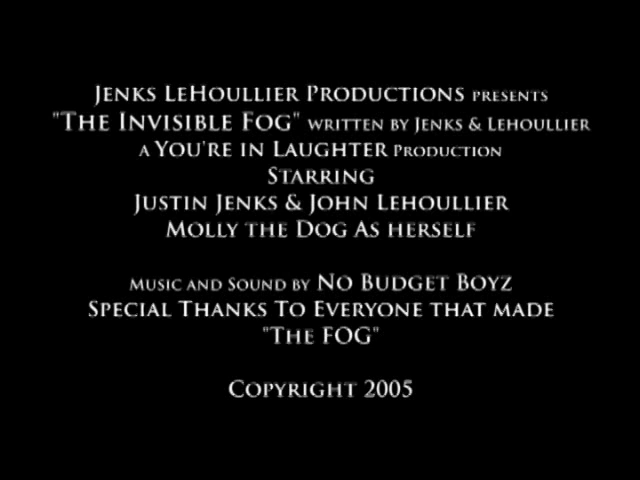 Jenks LeHoullier Productions presents
"The Invisible Fog" written by Jenks & Lehoullier
a You're in Laughter Production
Starring
Justin Jenks & John Lehoullier
Molly the Dog As herself
Music and Sound by No Budget Boyz
Special Thanks To Everyone that made
"The FOG"
Copyright 2005